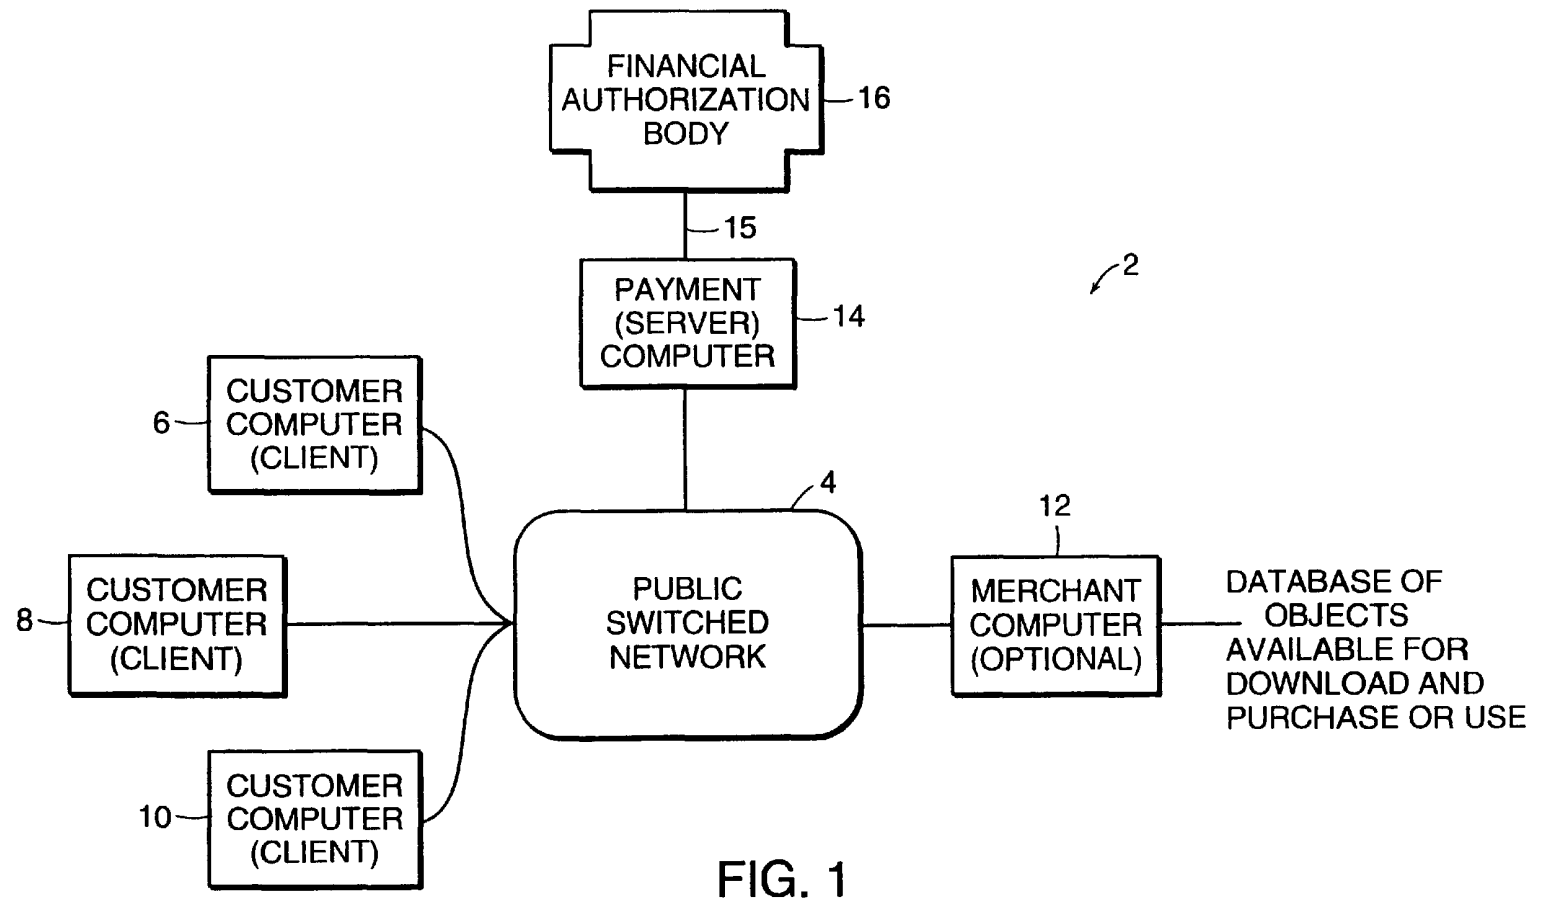 FINANCIAL
AUTHORIZATION
BODY
16
15
2
PAYMENT
(SERVER)
COMPUTER
14
CUSTOMER
COMPUTER
(CLIENT)
6
4
12
CUSTOMER
COMPUTER
(CLIENT)
8
PUBLIC
SWITCHED
NETWORK
MERCHANT
COMPUTER
(OPTIONAL)
DATABASE OF
OBJECTS
AVAILABLE FOR
DOWNLOAD AND
PURCHASE OR USE
CUSTOMER
COMPUTER
(CLIENT)
10
FIG. 1